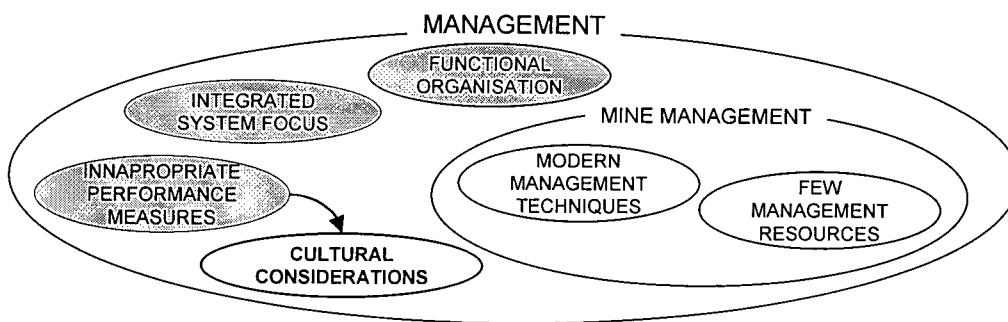 MANAGEMENT
FUNCTIONAL
ORGANISATION
INTEGRATED
SYSTEM FOCUS
MINE MANAGEMENT
INNAPROPRIATE
PERFORMANCE
MEASURES
MODERN
MANAGEMENT
TECHNIQUES
FEW
MANAGEMENT
RESOURCES
CULTURAL
CONSIDERATIONS